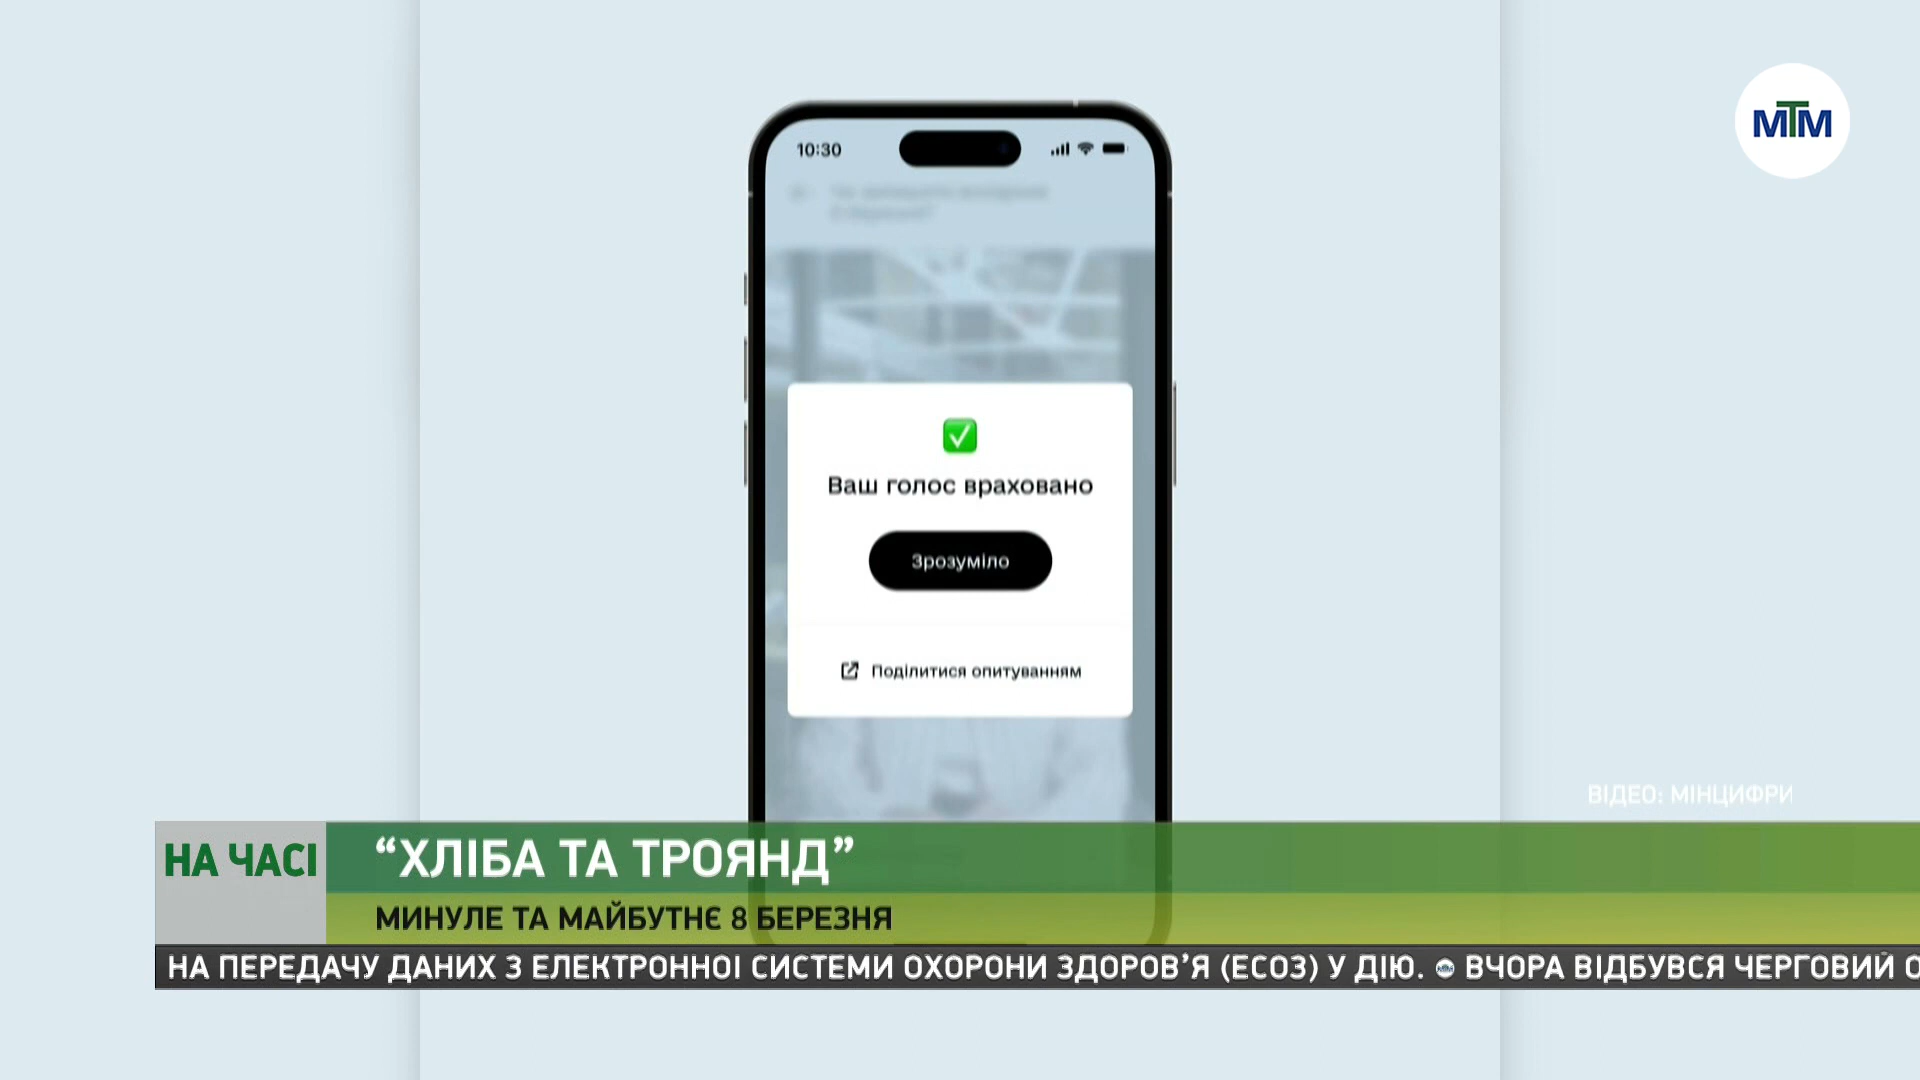 МТМ
10:30
Ваш голос враховано
Зрозуміло
Поділитися опитуванням
ВІДЕО: МІНЦИФРИ
НА ЧАСІ
“ХЛІБА ТА ТРОЯНД”
МИНУЛЕ ТА МАЙБУТНЄ 8 БЕРЕЗНЯ
НА ПЕРЕДАЧУ ДАНИХ З ЕЛЕКТРОННОІ СИСТЕМИ ОХОРОНИ ЗДОРОВ’Я (ЕСОЗ) У ДІЮ. ВЧОРА ВІДБУВСЯ ЧЕРГОВИЙ О